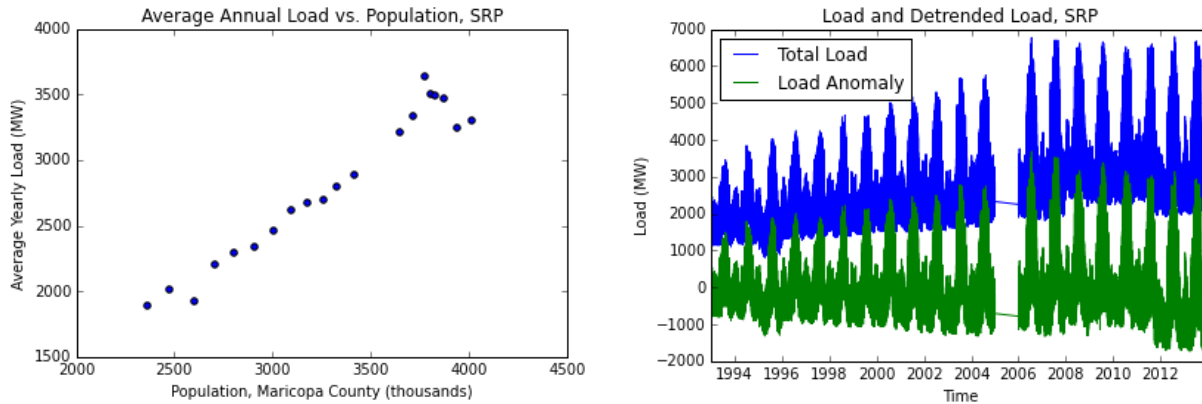 Average Annual Load vs. Population, SRP
4000
3500
3000
2500
2000
1500
Average Yearly Load (MW)
2000 2500 3000 3500 4000 4500
Population, Maricopa County (thousands)
Load and Detrended Load, SRP
7000
6000
5000
4000
3000
2000
1000
0
−1000
−2000
Load (MW)
Total Load
Load Anomaly
1994 1996 1998 2000 2002 2004 2006 2008 2010 2012
Time